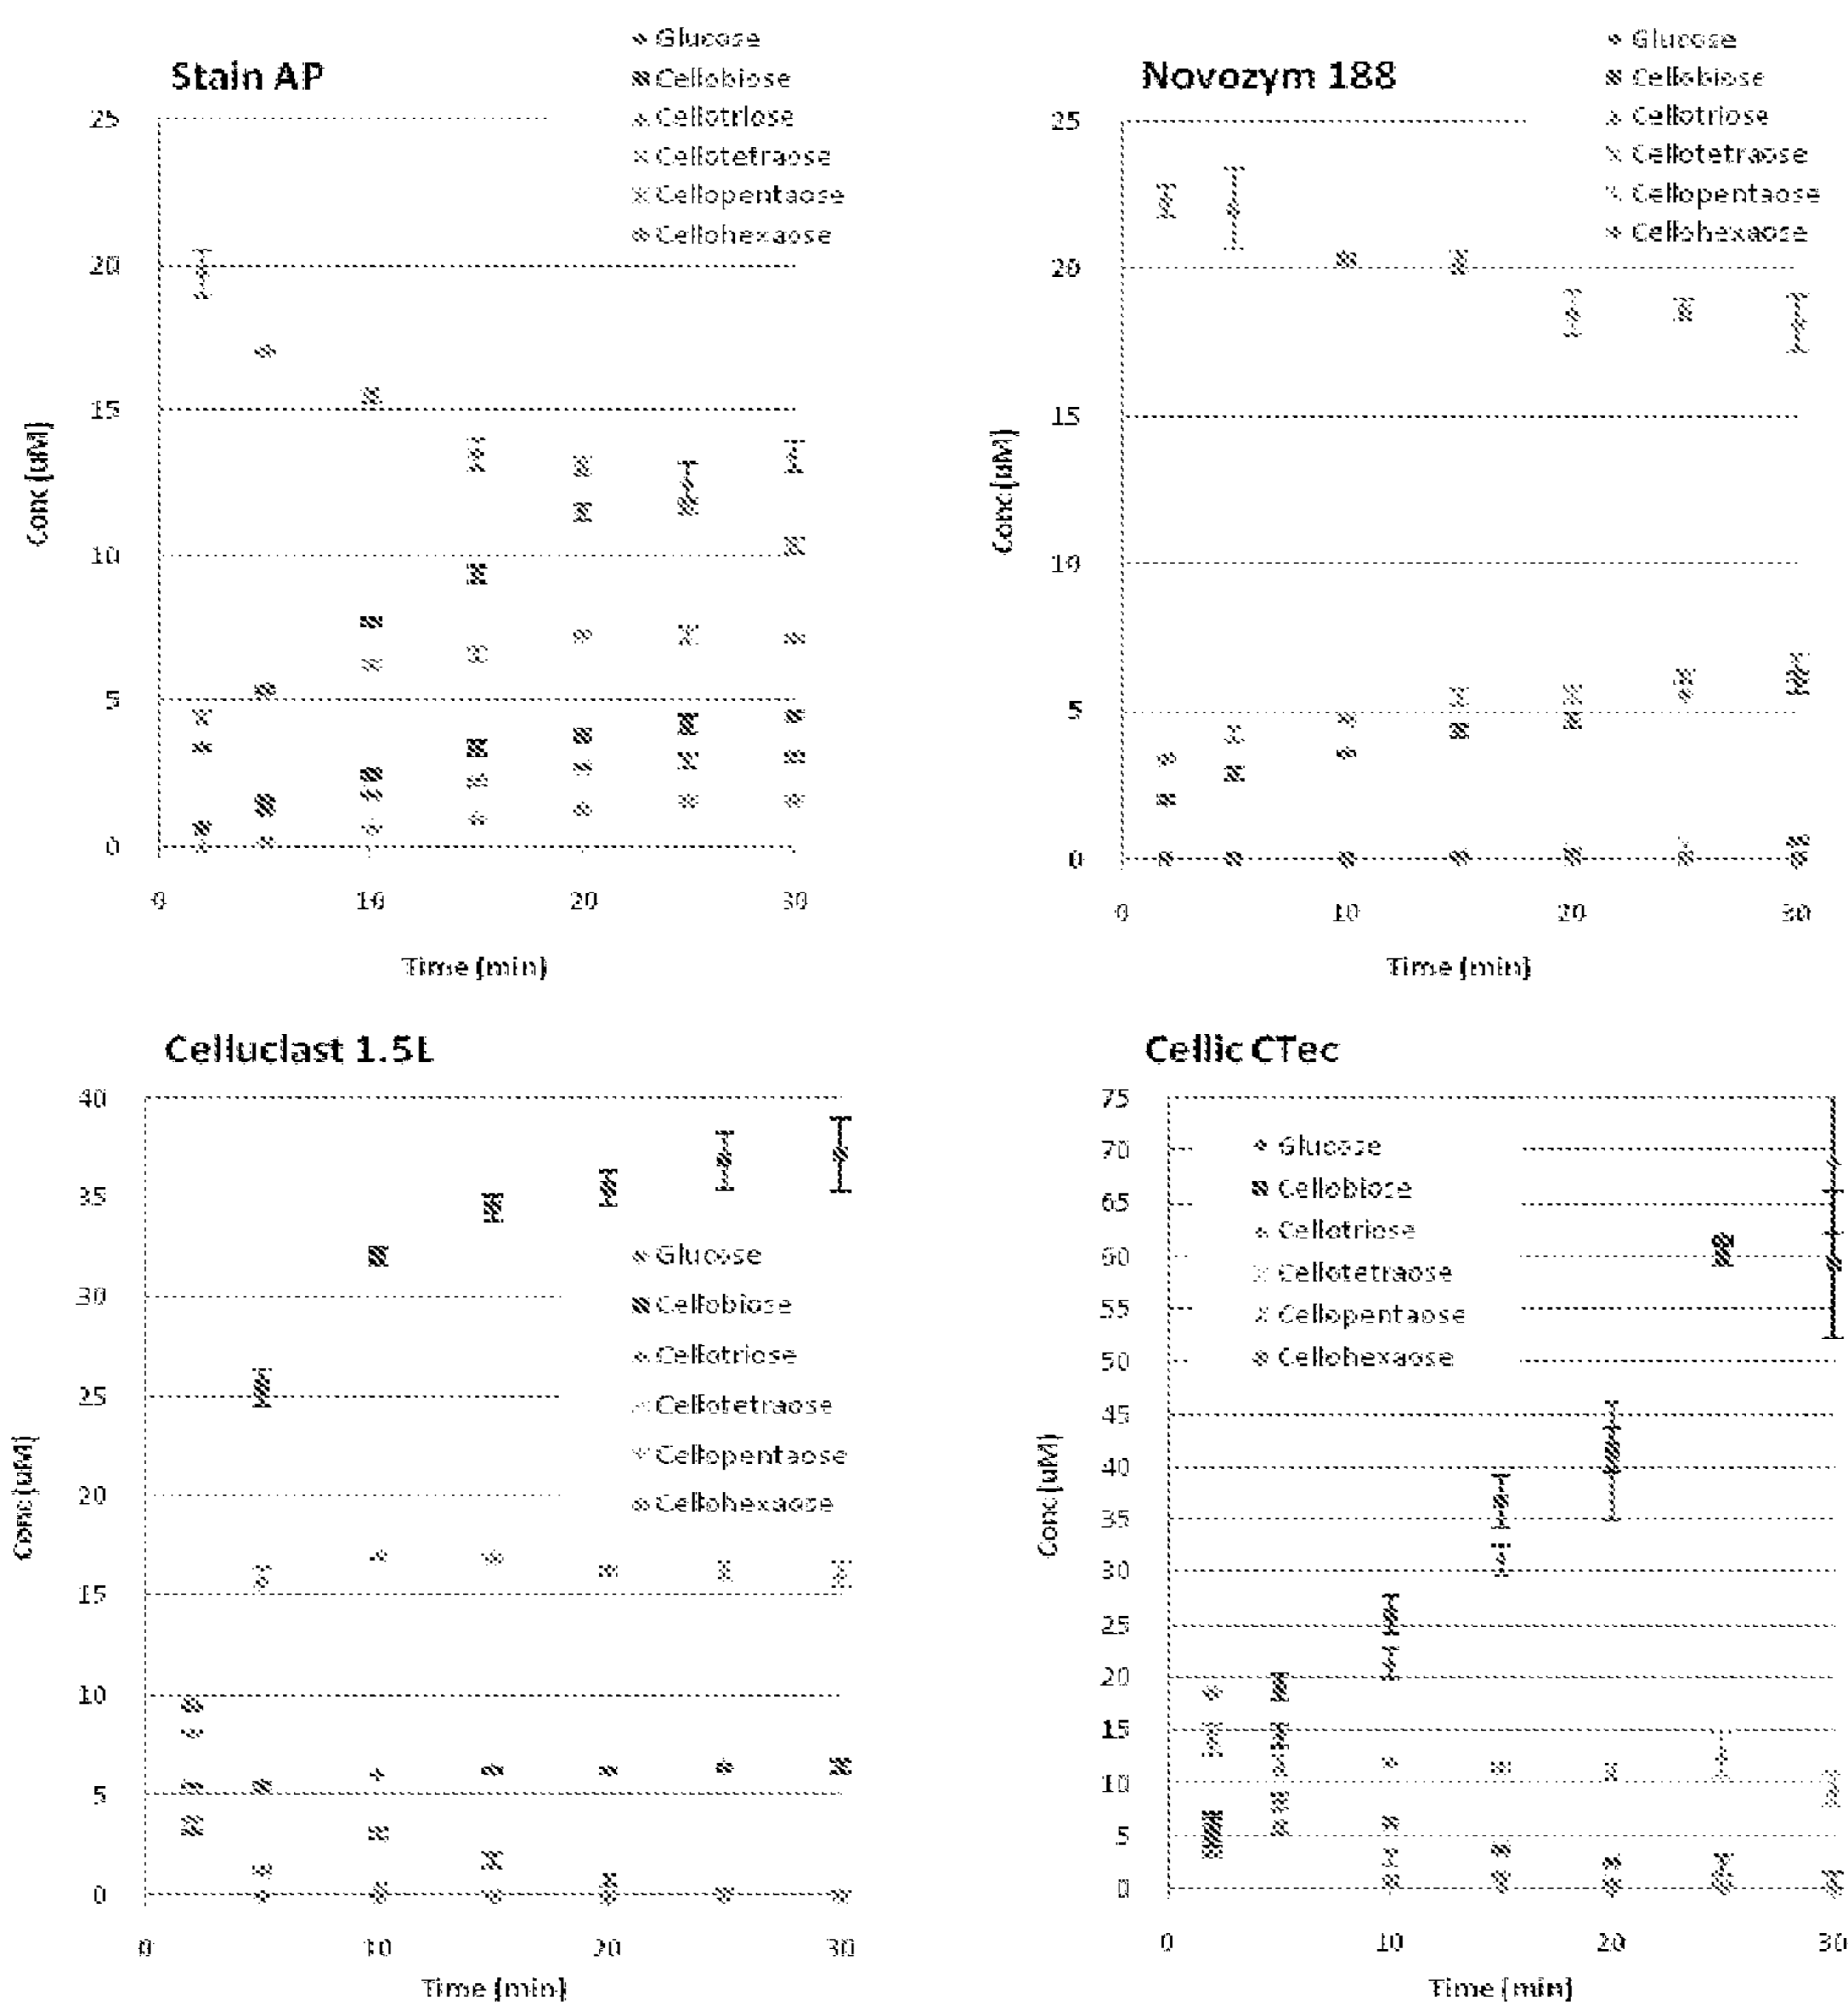 Stain AP
Glucose
Cellobiose
Cellotriose
Cellotetraose
Cellopentaose
Cellohexaose
25
20
15
10
5
0
Conc (uM)
0 10 20 30
Time (min)
Novozym 188
Glucose
Cellobiose
Cellotriose
Cellotetraose
Cellopentaose
Cellohexaose
25
20
15
10
5
0
Conc (uM)
0 10 20 30
Time (min)
Celluclast 1.5L
40
35
30
25
20
15
10
5
0
Glucose
Cellobiose
Cellotriose
Cellotetraose
Cellopentaose
Cellohexaose
Conc (uM)
0 10 20 30
Time (min)
Cellic CTec
75
70
65
60
55
50
45
40
35
30
25
20
15
10
5
0
Glucose
Cellobiose
Cellotriose
Cellotetraose
Cellopentaose
Cellohexaose
Conc (uM)
0 10 20 30
Time (min)